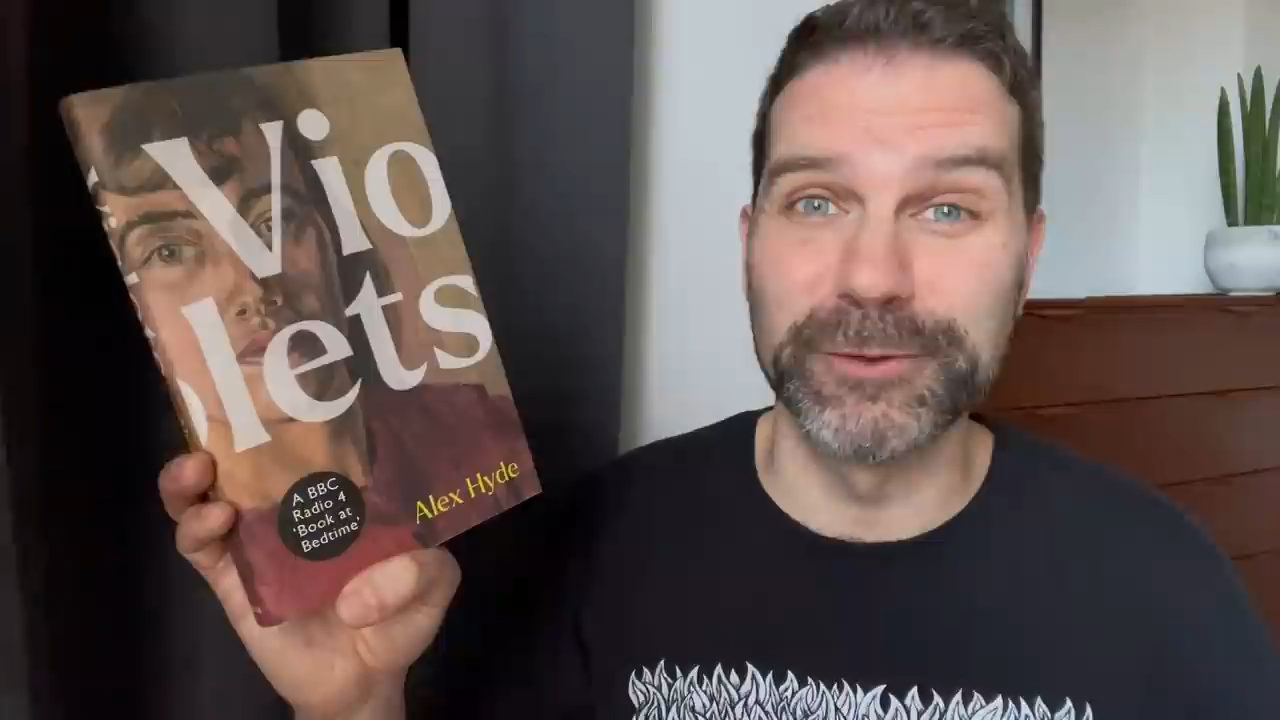 Vio
lets
A BBC
Radio 4
'Book at
Bedtime'
Alex Hyde